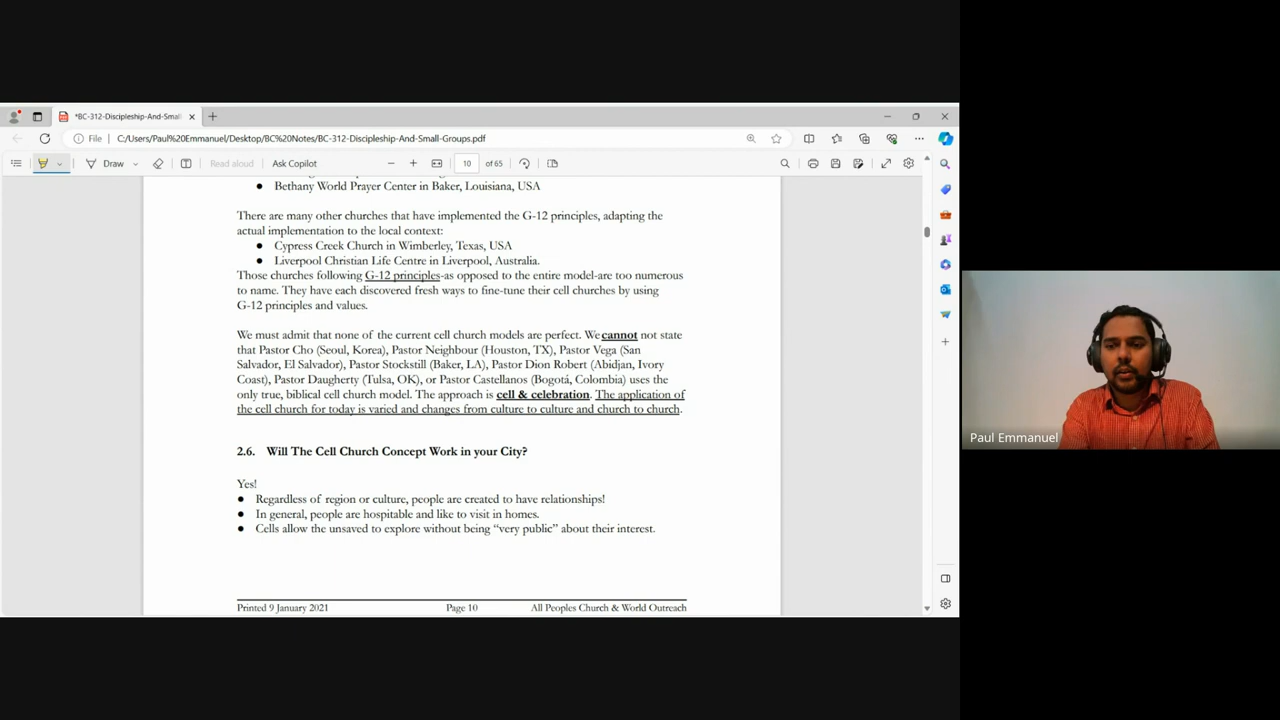 *BC-312-Discipleship-And-Small-
File
C:/Users/Paul%20Emmanuel/Desktop/BC%20Notes/BC-312-Discipleship-And-Small-Groups.pdf
Draw
Read aloud
Ask Copilot
10 of 65
● Bethany World Prayer Center in Baker, Louisiana, USA
There are many other churches that have implemented the G-12 principles, adapting the
actual implementation to the local context:
● Cypress Creek Church in Wimberley, Texas, USA
● Liverpool Christian Life Centre in Liverpool, Australia.
Those churches following G-12 principles-as opposed to the entire model-are too numerous
to name. They have each discovered fresh ways to fine-tune their cell churches by using
G-12 principles and values.
We must admit that none of the current cell church models are perfect. We cannot not state
that Pastor Cho (Seoul, Korea), Pastor Neighbour (Houston, TX), Pastor Vega (San
Salvador, El Salvador), Pastor Stockstill (Baker, LA), Pastor Dion Robert (Abidjan, Ivory
Coast), Pastor Daugherty (Tulsa, OK), or Pastor Castellanos (Bogotá, Colombia) uses the
only true, biblical cell church model. The approach is cell & celebration. The application of
the cell church for today is varied and changes from culture to culture and church to church.
2.6. Will The Cell Church Concept Work in your City?
Yes!
● Regardless of region or culture, people are created to have relationships!
● In general, people are hospitable and like to visit in homes.
● Cells allow the unsaved to explore without being “very public” about their interest.
Printed 9 January 2021
Page 10
All Peoples Church & World Outreach
Paul Emmanuel